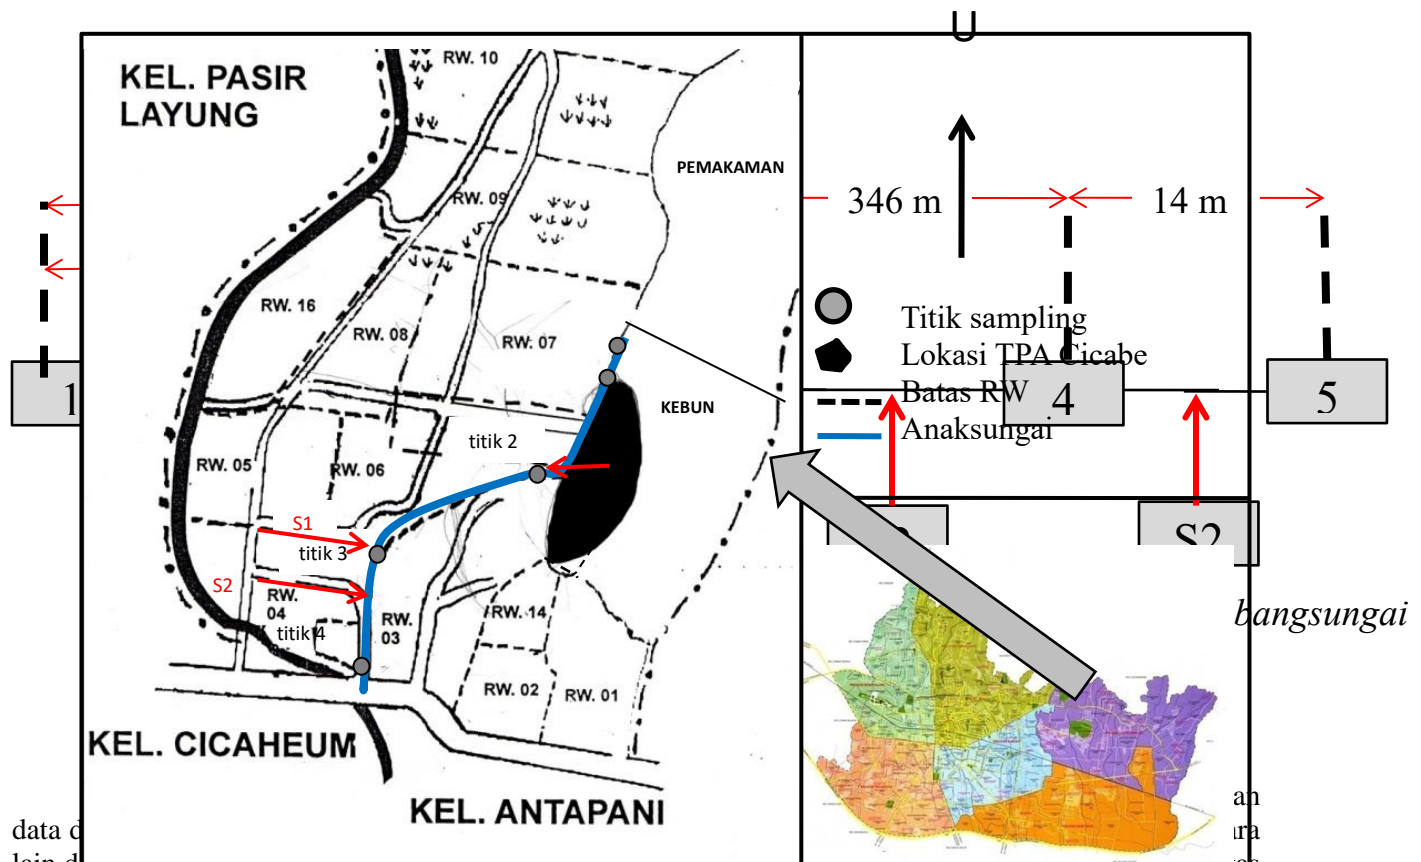 U
KEL. PASIR
LAYUNG
RW. 10
PEMAKAMAN
RW. 09
346 m
14 m
RW. 16
RW. 08
RW. 07
Titik sampling
Lokasi TPA Cicabe
Batas RW
Anaksungai
KEBUN
1
4
5
titik 2
RW. 05
RW. 06
S1
titik 3
S2
S2
RW.
04
titik 4
RW.
03
RW. 14
bangsungai
RW. 02
RW. 01
KEL. CICAHEUM
KEL. ANTAPANI
an
data d
ara
lain d